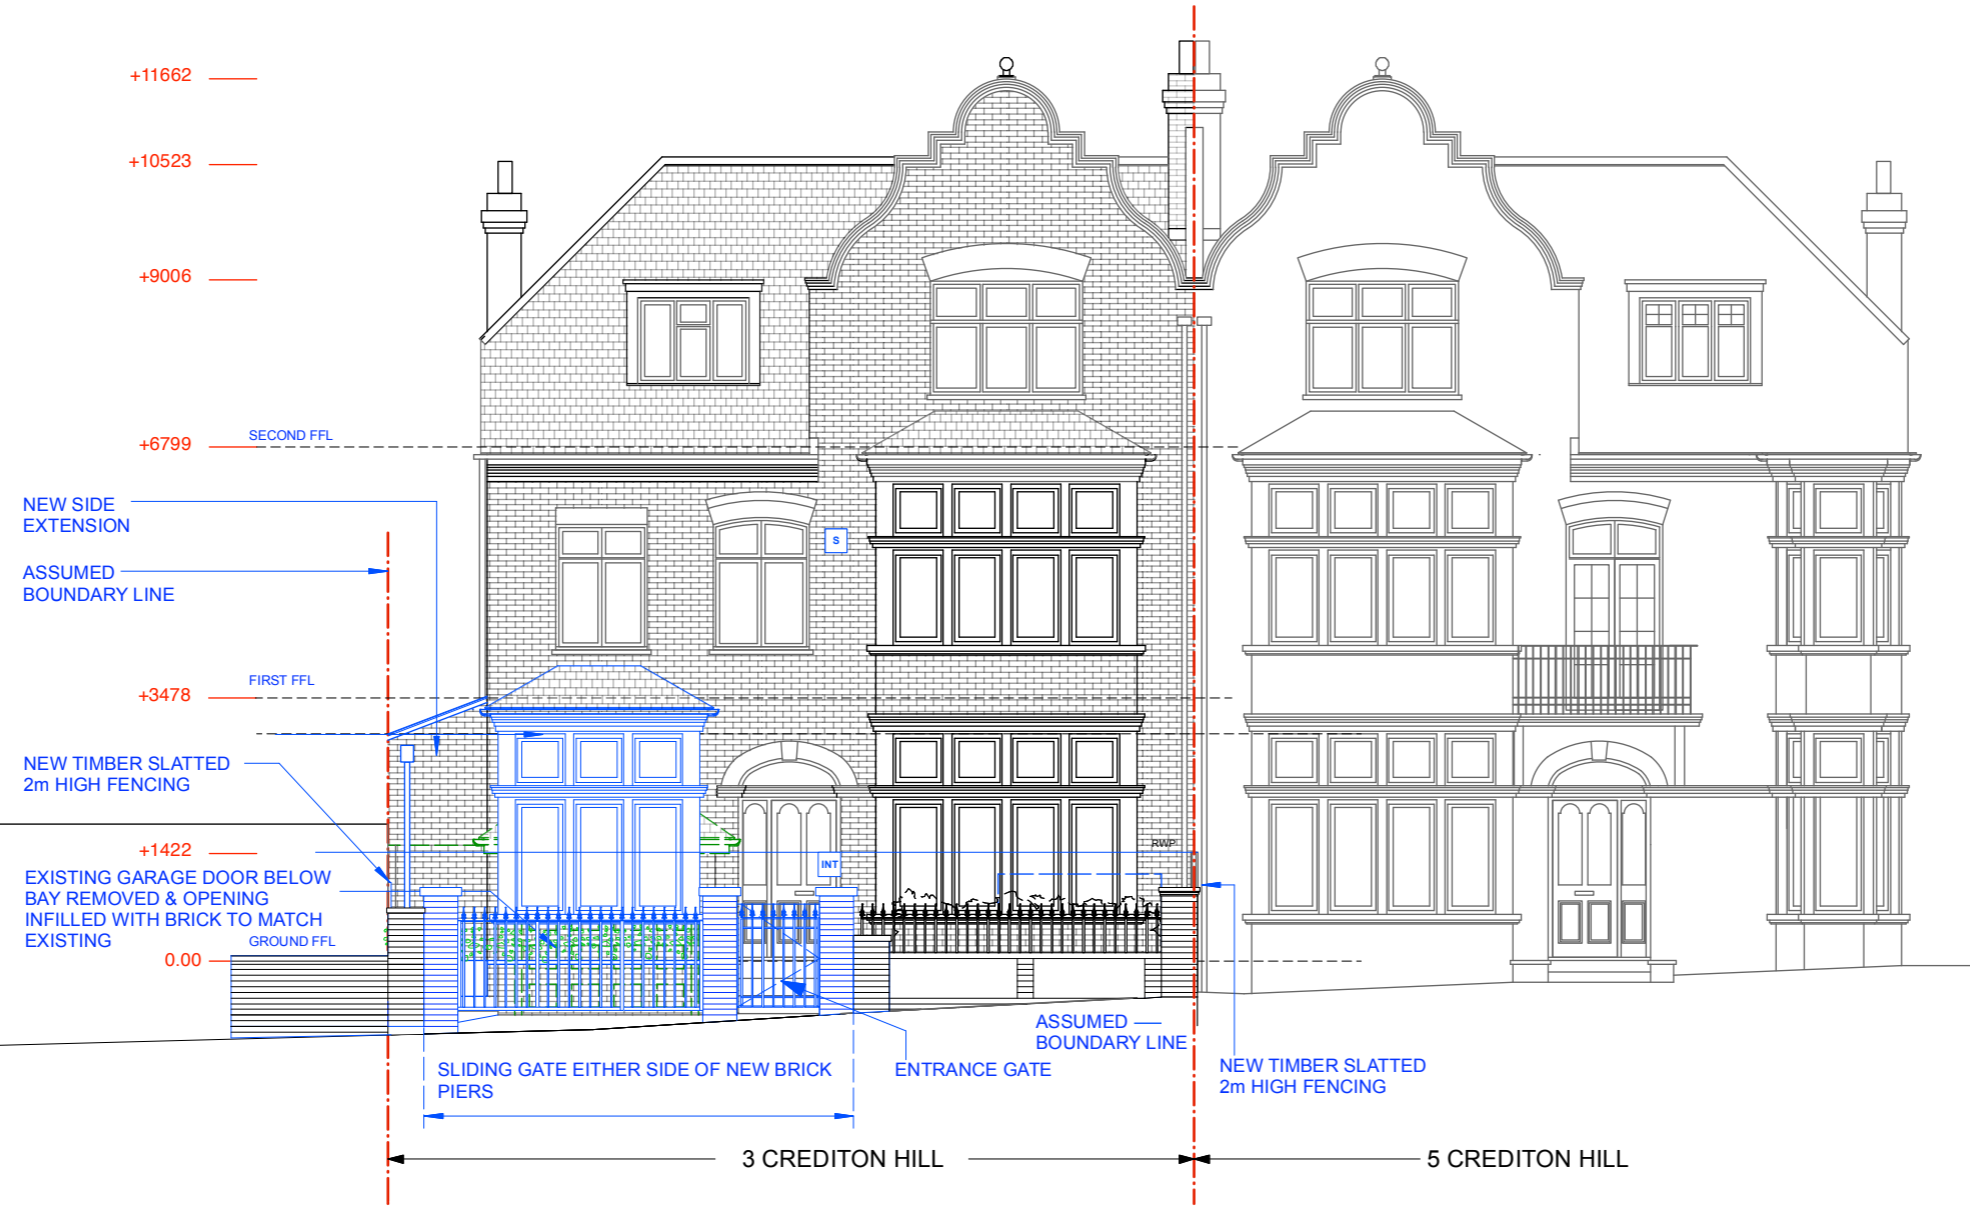 +11662
+10523
+9006
+6799
SECOND FFL
NEW SIDE
EXTENSION
S
ASSUMED
BOUNDARY LINE
+3478
FIRST FFL
NEW TIMBER SLATTED
2m HIGH FENCING
+1422
RWP
INT
EXISTING GARAGE DOOR BELOW
BAY REMOVED & OPENING
INFILLED WITH BRICK TO MATCH
EXISTING
GROUND FFL
0.00
ASSUMED
BOUNDARY LINE
SLIDING GATE EITHER SIDE OF NEW BRICK
PIERS
ENTRANCE GATE
NEW TIMBER SLATTED
2m HIGH FENCING
3 CREDITON HILL
5 CREDITON HILL